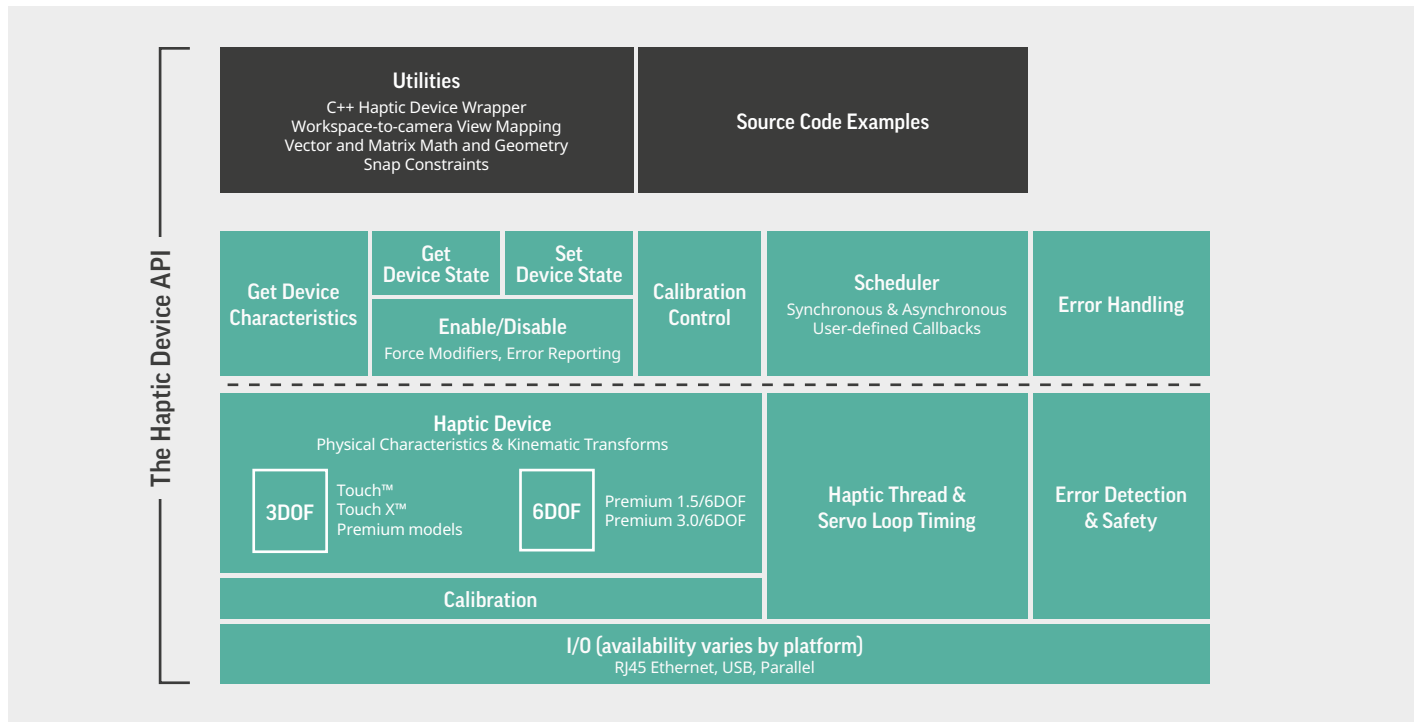 The Haptic Device API
Utilities
C++ Haptic Device Wrapper
Workspace-to-camera View Mapping
Vector and Matrix Math and Geometry
Snap Constraints
Source Code Examples
Get Device
Characteristics
Get
Device State
Set
Device State
Enable/Disable
Force Modifiers, Error Reporting
Calibration
Control
Scheduler
Synchronous & Asynchronous
User-defined Callbacks
Error Handling
Haptic Device
Physical Characteristics & Kinematic Transforms
3DOF
Touch™
Touch X™
Premium models
6DOF
Premium 1.5/6DOF
Premium 3.0/6DOF
Haptic Thread &
Servo Loop Timing
Error Detection
& Safety
Calibration
I/O (availability varies by platform)
RJ45 Ethernet, USB, Parallel